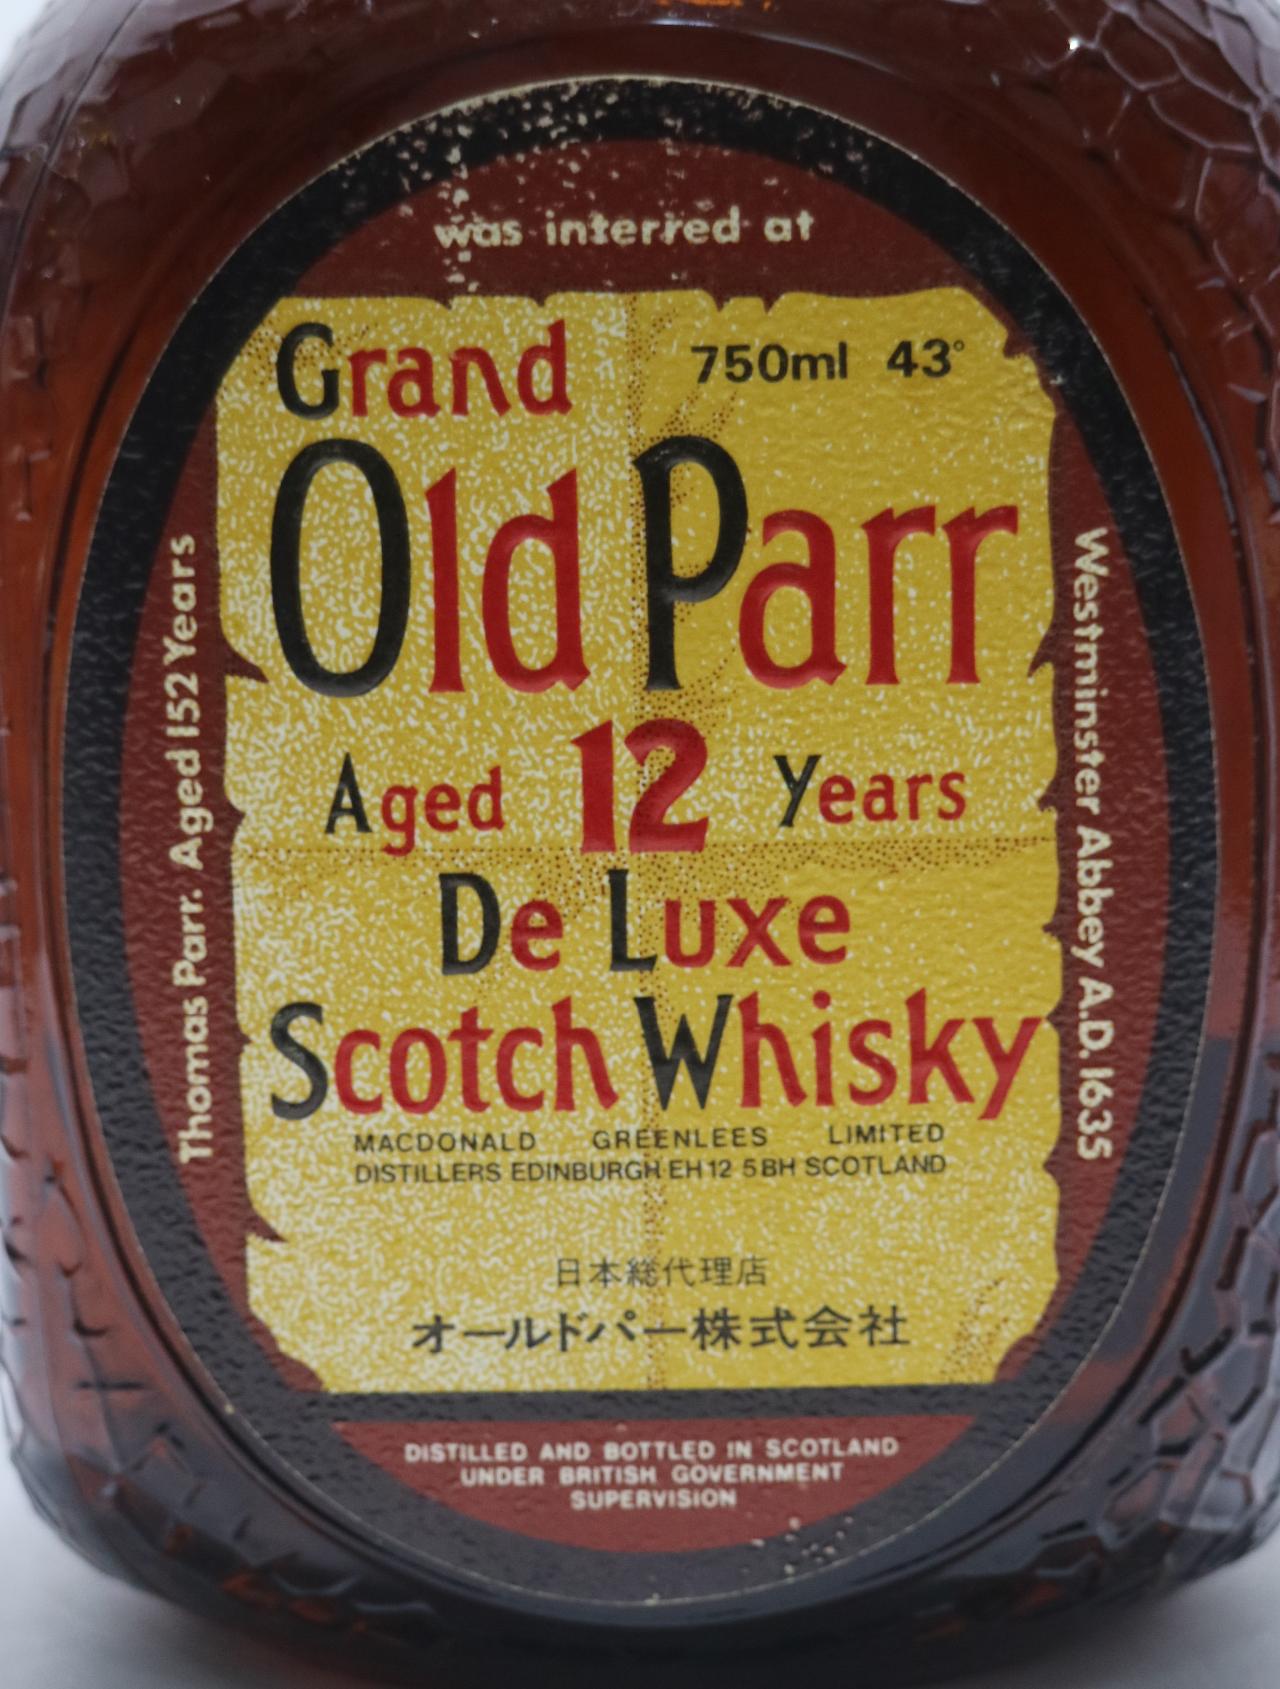 Thomas Parr. Aged 152 Years
was interred at
Westminster Abbey A.D. 1635
Grand
750ml 43°
Old Parr
Aged 12 Years
De Luxe
Scotch Whisky
MACDONALD GREENLEES LIMITED
DISTILLERS EDINBURGH EH12 5BH SCOTLAND
日本総代理店
オールドパー株式会社
DISTILLED AND BOTTLED IN SCOTLAND
UNDER BRITISH GOVERNMENT
SUPERVISION